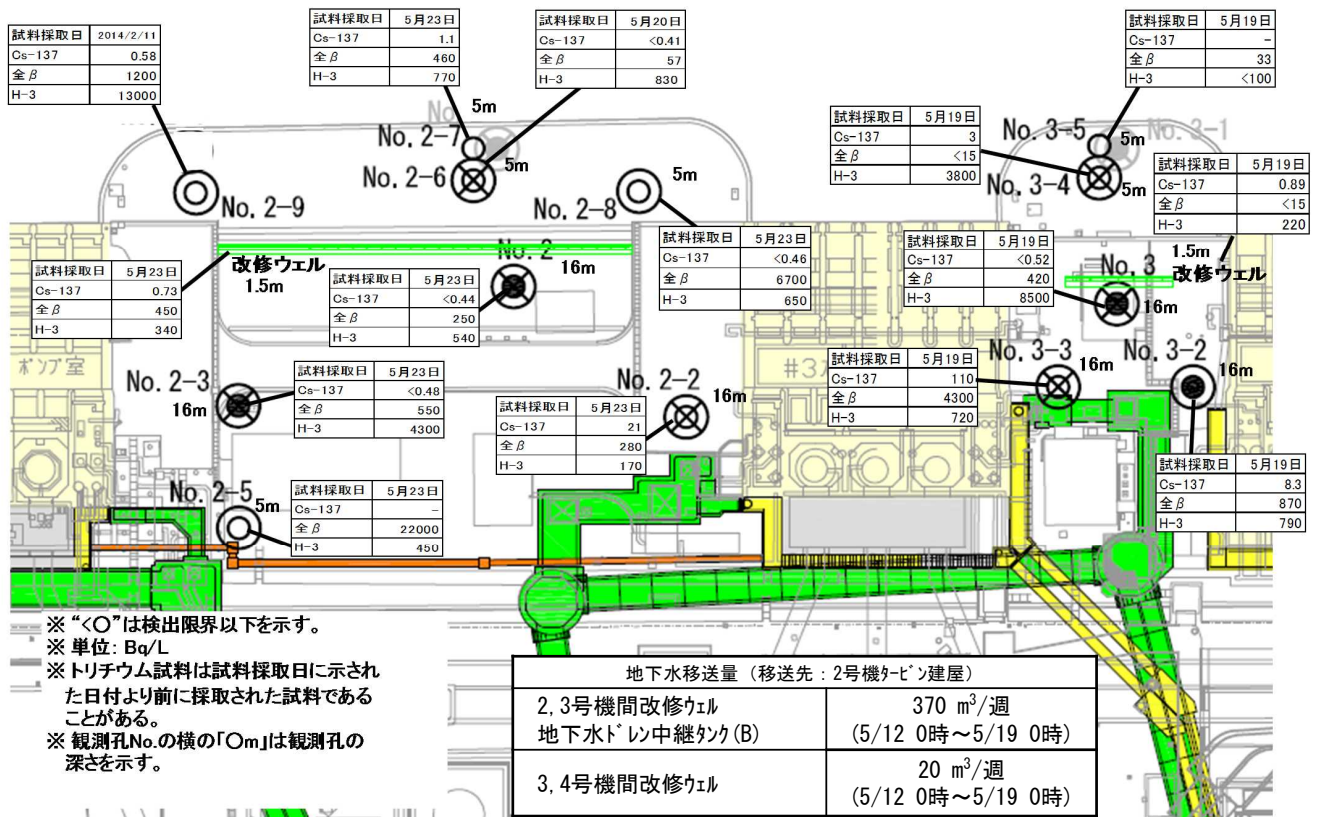 試料採取日 2014/2/11
Cs-137 0.58
全β 1200
H-3 13000
試料採取日 5月23日
Cs-137 1.1
全β 460
H-3 770
試料採取日 5月20日
Cs-137 <0.41
全β 57
H-3 830
試料採取日 5月19日
Cs-137 -
全β 33
H-3 <100
試料採取日 5月19日
Cs-137 3
全β <15
H-3 3800
試料採取日 5月19日
Cs-137 0.89
全β <15
H-3 220
No. 2-7 5m
No. 2-6 5m
No. 2-9
No. 2-8 5m
No. 3-5 5m
No. 3-1
No. 3-4 5m
試料採取日 5月23日
Cs-137 0.73
全β 450
H-3 340
改修ウェル
1.5m
No. 2 16m
試料採取日 5月23日
Cs-137 <0.44
全β 250
H-3 540
試料採取日 5月23日
Cs-137 <0.46
全β 6700
H-3 650
試料採取日 5月19日
Cs-137 <0.52
全β 420
H-3 8500
1.5m
改修ウェル
No. 3
16m
ポンプ室
No. 2-3
16m
試料採取日 5月23日
Cs-137 <0.48
全β 550
H-3 4300
試料採取日 5月23日
Cs-137 21
全β 280
H-3 170
No. 2-2
16m
試料採取日 5月19日
Cs-137 110
全β 4300
H-3 720
No. 3-3
16m
No. 3-2
16m
試料採取日 5月19日
Cs-137 8.3
全β 870
H-3 790
No. 2-5
5m
試料採取日 5月23日
Cs-137 -
全β 22000
H-3 450
※ “<○”は検出限界以下を示す。
※ 単位: Bq/L
※ トリチウム試料は試料採取日に示され
た日付より前に採取された試料である
ことがある。
※ 観測孔No.の横の「○m」は観測孔の
深さを示す。
地下水移送量 (移送先：2号機ﾀｰﾋﾞﾝ建屋)
2,3号機間改修ｳｪﾙ 370 m³/週
地下水ﾄﾞﾚﾝ中継ﾀﾝｸ(B) (5/12 0時～5/19 0時)
3,4号機間改修ｳｪﾙ 20 m³/週
(5/12 0時～5/19 0時)